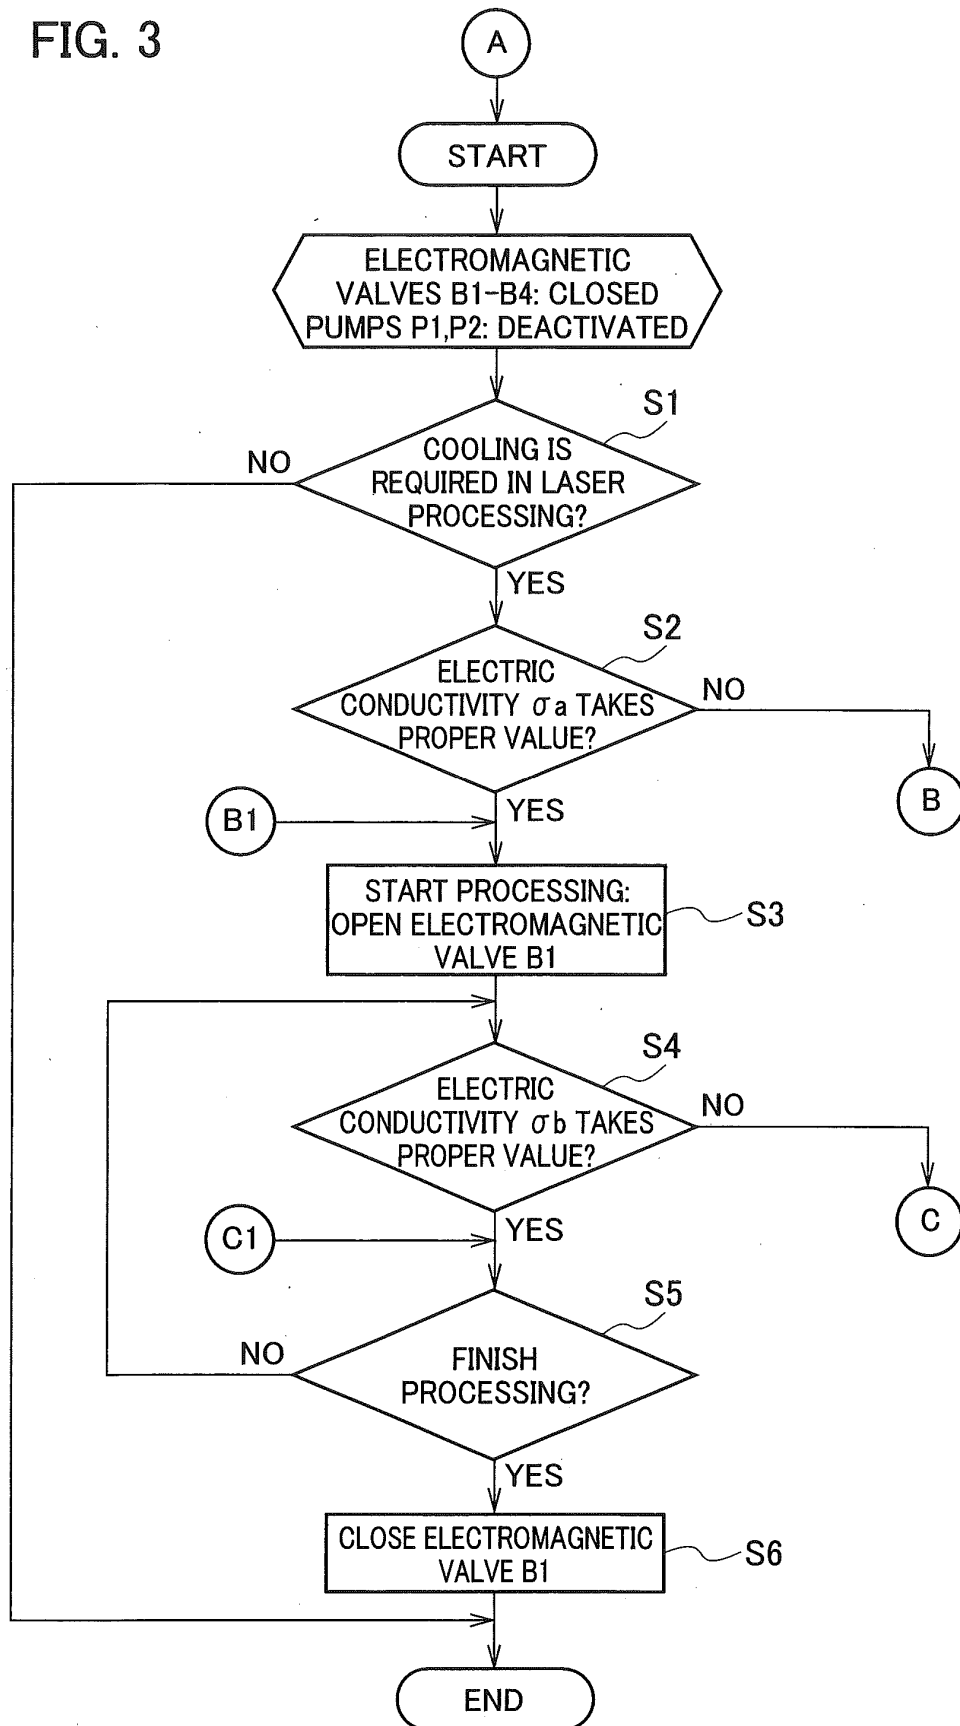 FIG. 3
A
START
ELECTROMAGNETIC
VALVES B1-B4: CLOSED
PUMPS P1,P2: DEACTIVATED
S1
COOLING IS
REQUIRED IN LASER
PROCESSING?
NO
YES
S2
ELECTRIC
CONDUCTIVITY σa TAKES
PROPER VALUE?
NO
B
YES
B1
START PROCESSING:
OPEN ELECTROMAGNETIC
VALVE B1
S3
S4
ELECTRIC
CONDUCTIVITY σb TAKES
PROPER VALUE?
NO
C
YES
C1
S5
FINISH
PROCESSING?
NO
YES
CLOSE ELECTROMAGNETIC
VALVE B1
S6
END